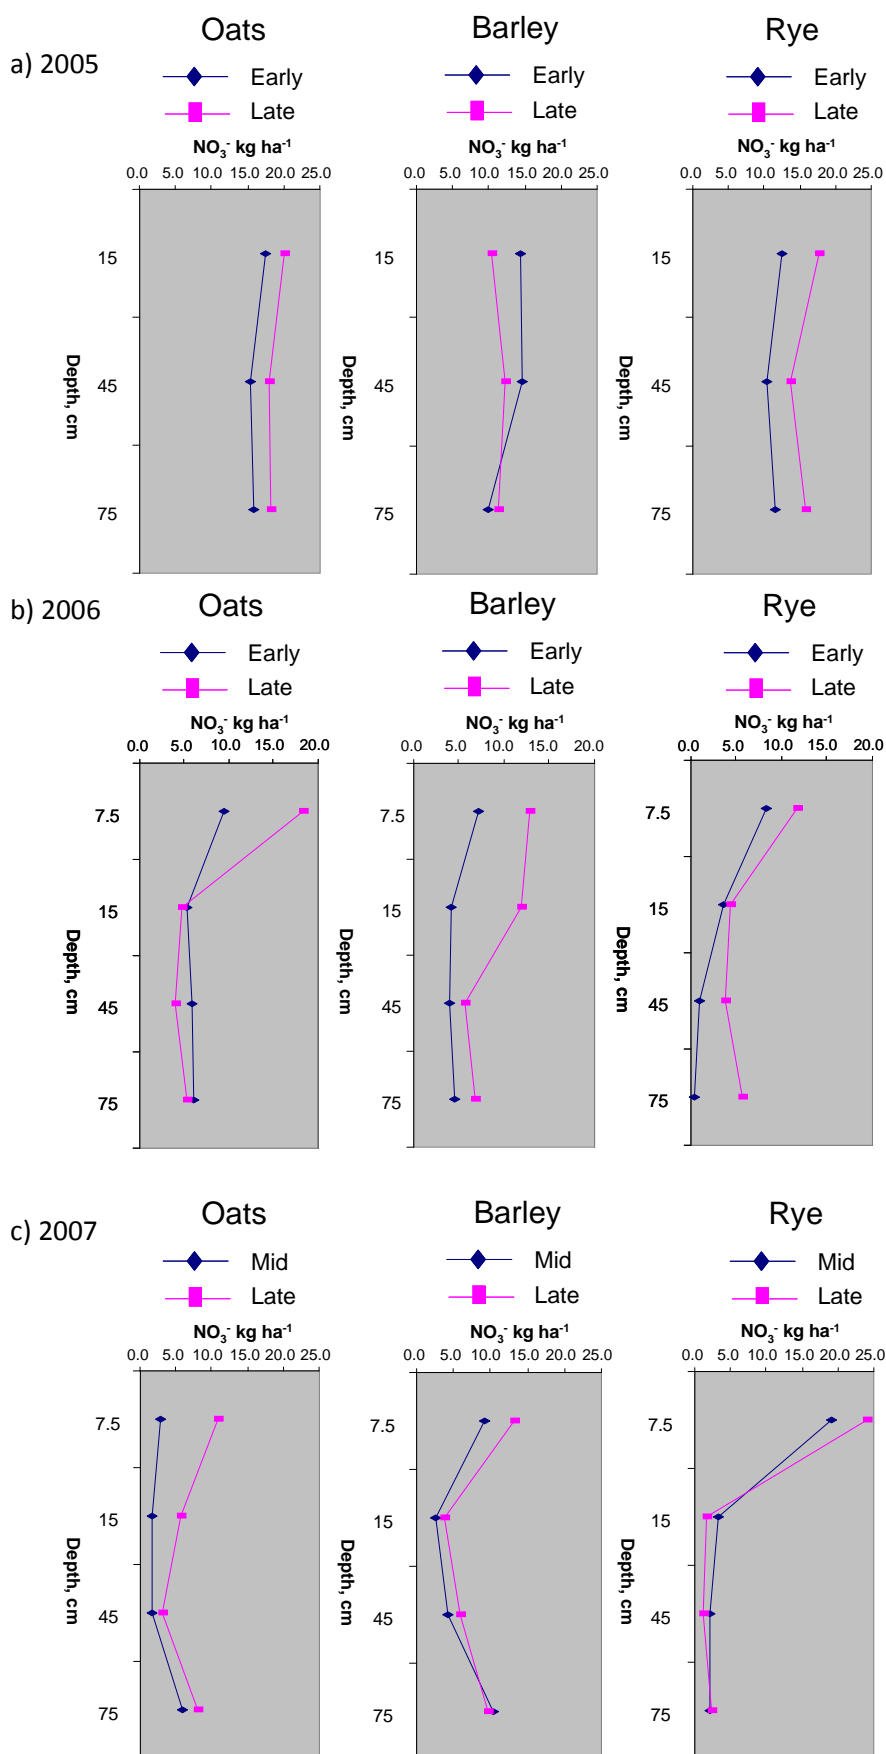 a) 2005
Oats
Early
Late
NO₃⁻ kg ha⁻¹
0.0 5.0 10.0 15.0 20.0 25.0
15
45
75
Depth, cm
Barley
Early
Late
NO₃⁻ kg ha⁻¹
0.0 5.0 10.0 15.0 20.0 25.0
15
45
75
Depth, cm
Rye
Early
Late
NO₃⁻ kg ha⁻¹
0.0 5.0 10.0 15.0 20.0 25.0
15
45
75
Depth, cm
b) 2006
Oats
Early
Late
NO₃⁻ kg ha⁻¹
0.0 5.0 10.0 15.0 20.0
7.5
15
45
75
Depth, cm
Barley
Early
Late
NO₃⁻ kg ha⁻¹
0.0 5.0 10.0 15.0 20.0
7.5
15
45
75
Depth, cm
Rye
Early
Late
NO₃⁻ kg ha⁻¹
0.0 5.0 10.0 15.0 20.0
7.5
15
45
75
Depth, cm
c) 2007
Oats
Mid
Late
NO₃⁻ kg ha⁻¹
0.0 5.0 10.0 15.0 20.0 25.0
7.5
15
45
75
Depth, cm
Barley
Mid
Late
NO₃⁻ kg ha⁻¹
0.0 5.0 10.0 15.0 20.0 25.0
7.5
15
45
75
Depth, cm
Rye
Mid
Late
NO₃⁻ kg ha⁻¹
0.0 5.0 10.0 15.0 20.0 25.0
7.5
15
45
75
Depth, cm